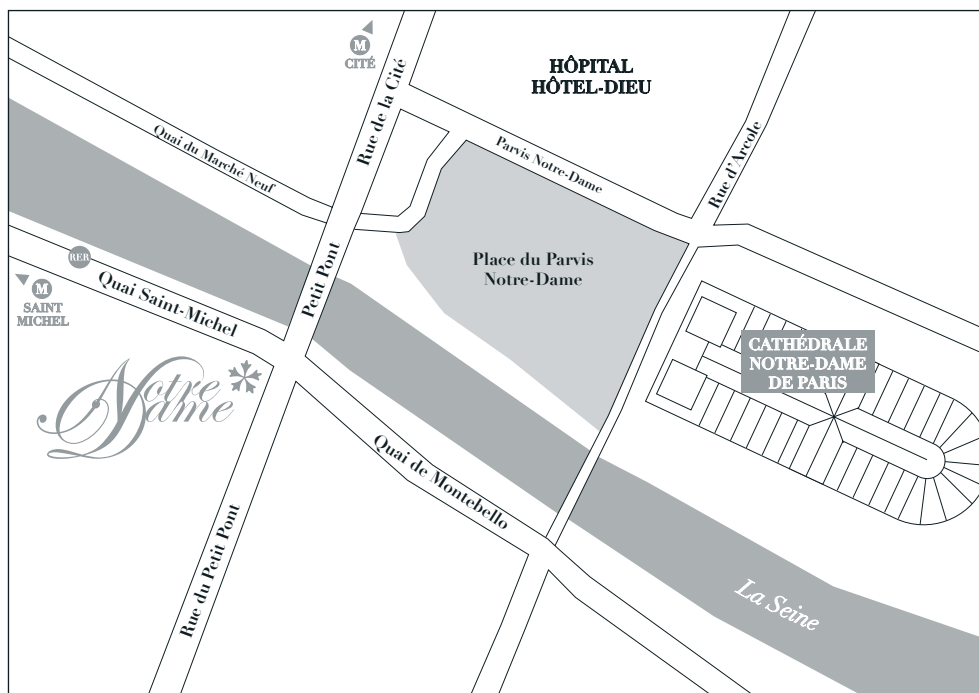 M
CITÉ
HÔPITAL
HÔTEL-DIEU
Rue de la Cité
Quai du Marché Neuf
Parvis Notre-Dame
Rue d'Arcole
RER
Place du Parvis
Notre-Dame
Petit Pont
M
SAINT
MICHEL
Quai Saint-Michel
CATHÉDRALE
NOTRE-DAME
DE PARIS
Notre
Dame
Quai de Montebello
Rue du Petit Pont
La Seine